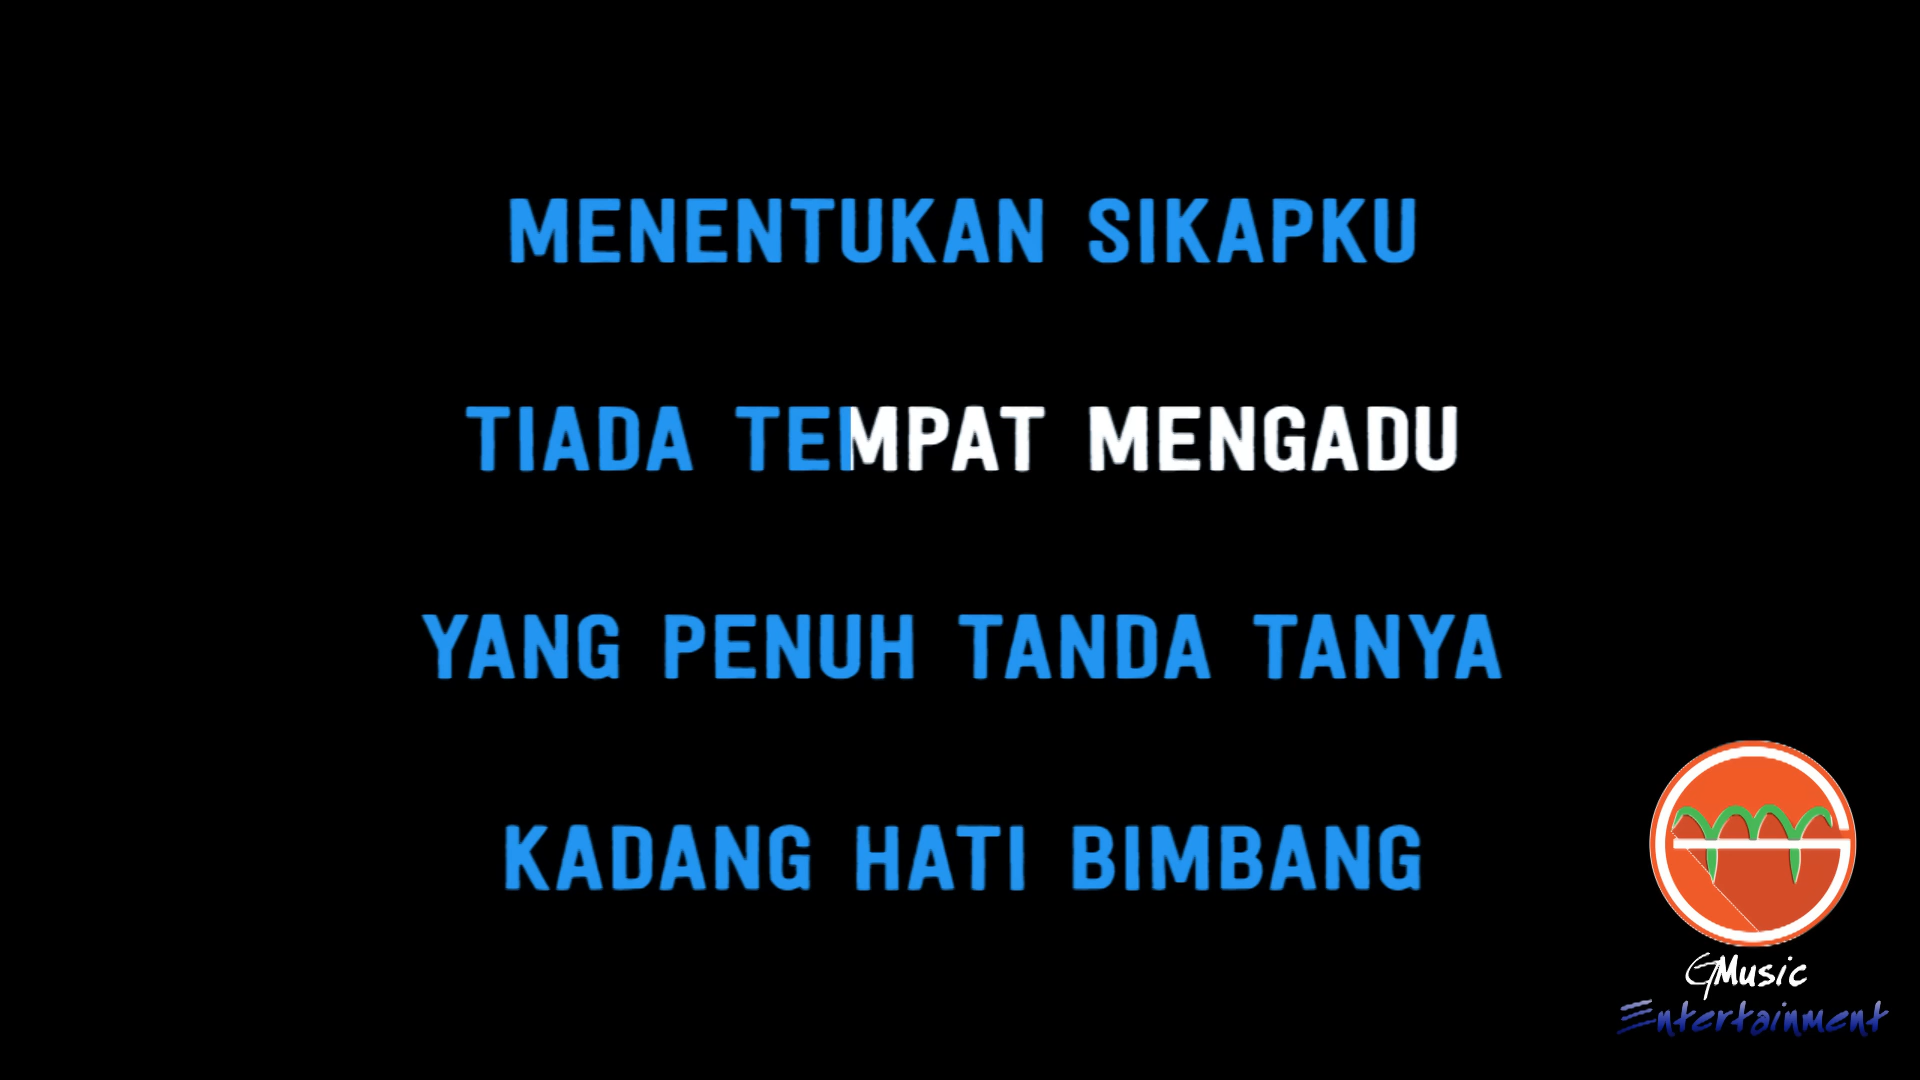 MENENTUKAN SIKAPKU
TIADA TEMPAT MENGADU
YANG PENUH TANDA TANYA
KADANG HATI BIMBANG
GMusic
Entertainment